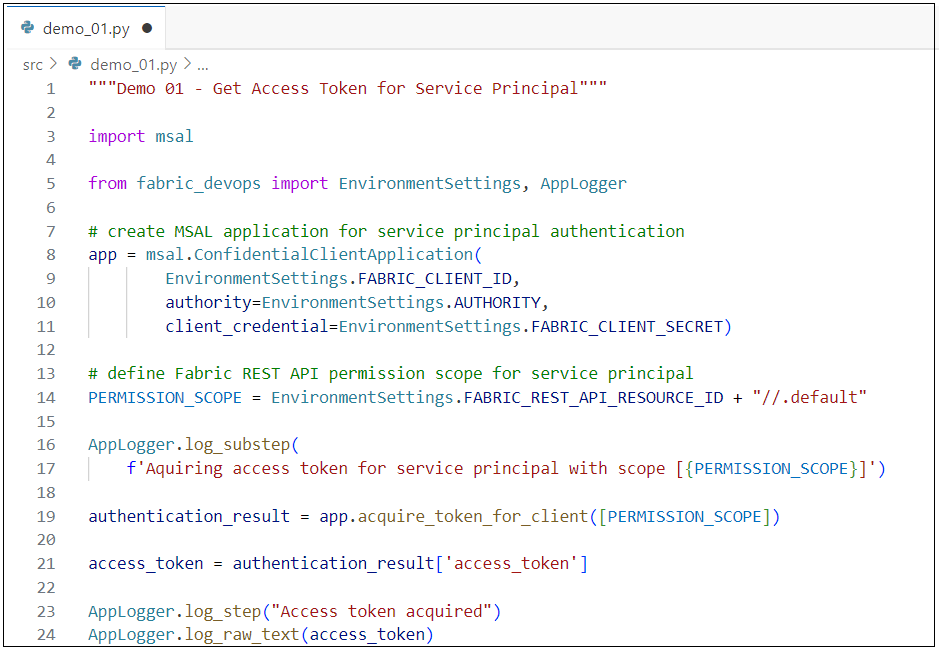 demo_01.py ●
src > demo_01.py > ...
1 """Demo 01 - Get Access Token for Service Principal"""
2
3 import msal
4
5 from fabric_devops import EnvironmentSettings, AppLogger
6
7 # create MSAL application for service principal authentication
8 app = msal.ConfidentialClientApplication(
9         EnvironmentSettings.FABRIC_CLIENT_ID,
10         authority=EnvironmentSettings.AUTHORITY,
11         client_credential=EnvironmentSettings.FABRIC_CLIENT_SECRET)
12
13 # define Fabric REST API permission scope for service principal
14 PERMISSION_SCOPE = EnvironmentSettings.FABRIC_REST_API_RESOURCE_ID + "//.default"
15
16 AppLogger.log_substep(
17     f'Aquiring access token for service principal with scope [{PERMISSION_SCOPE}]')
18
19 authentication_result = app.acquire_token_for_client([PERMISSION_SCOPE])
20
21 access_token = authentication_result['access_token']
22
23 AppLogger.log_step("Access token acquired")
24 AppLogger.log_raw_text(access_token)